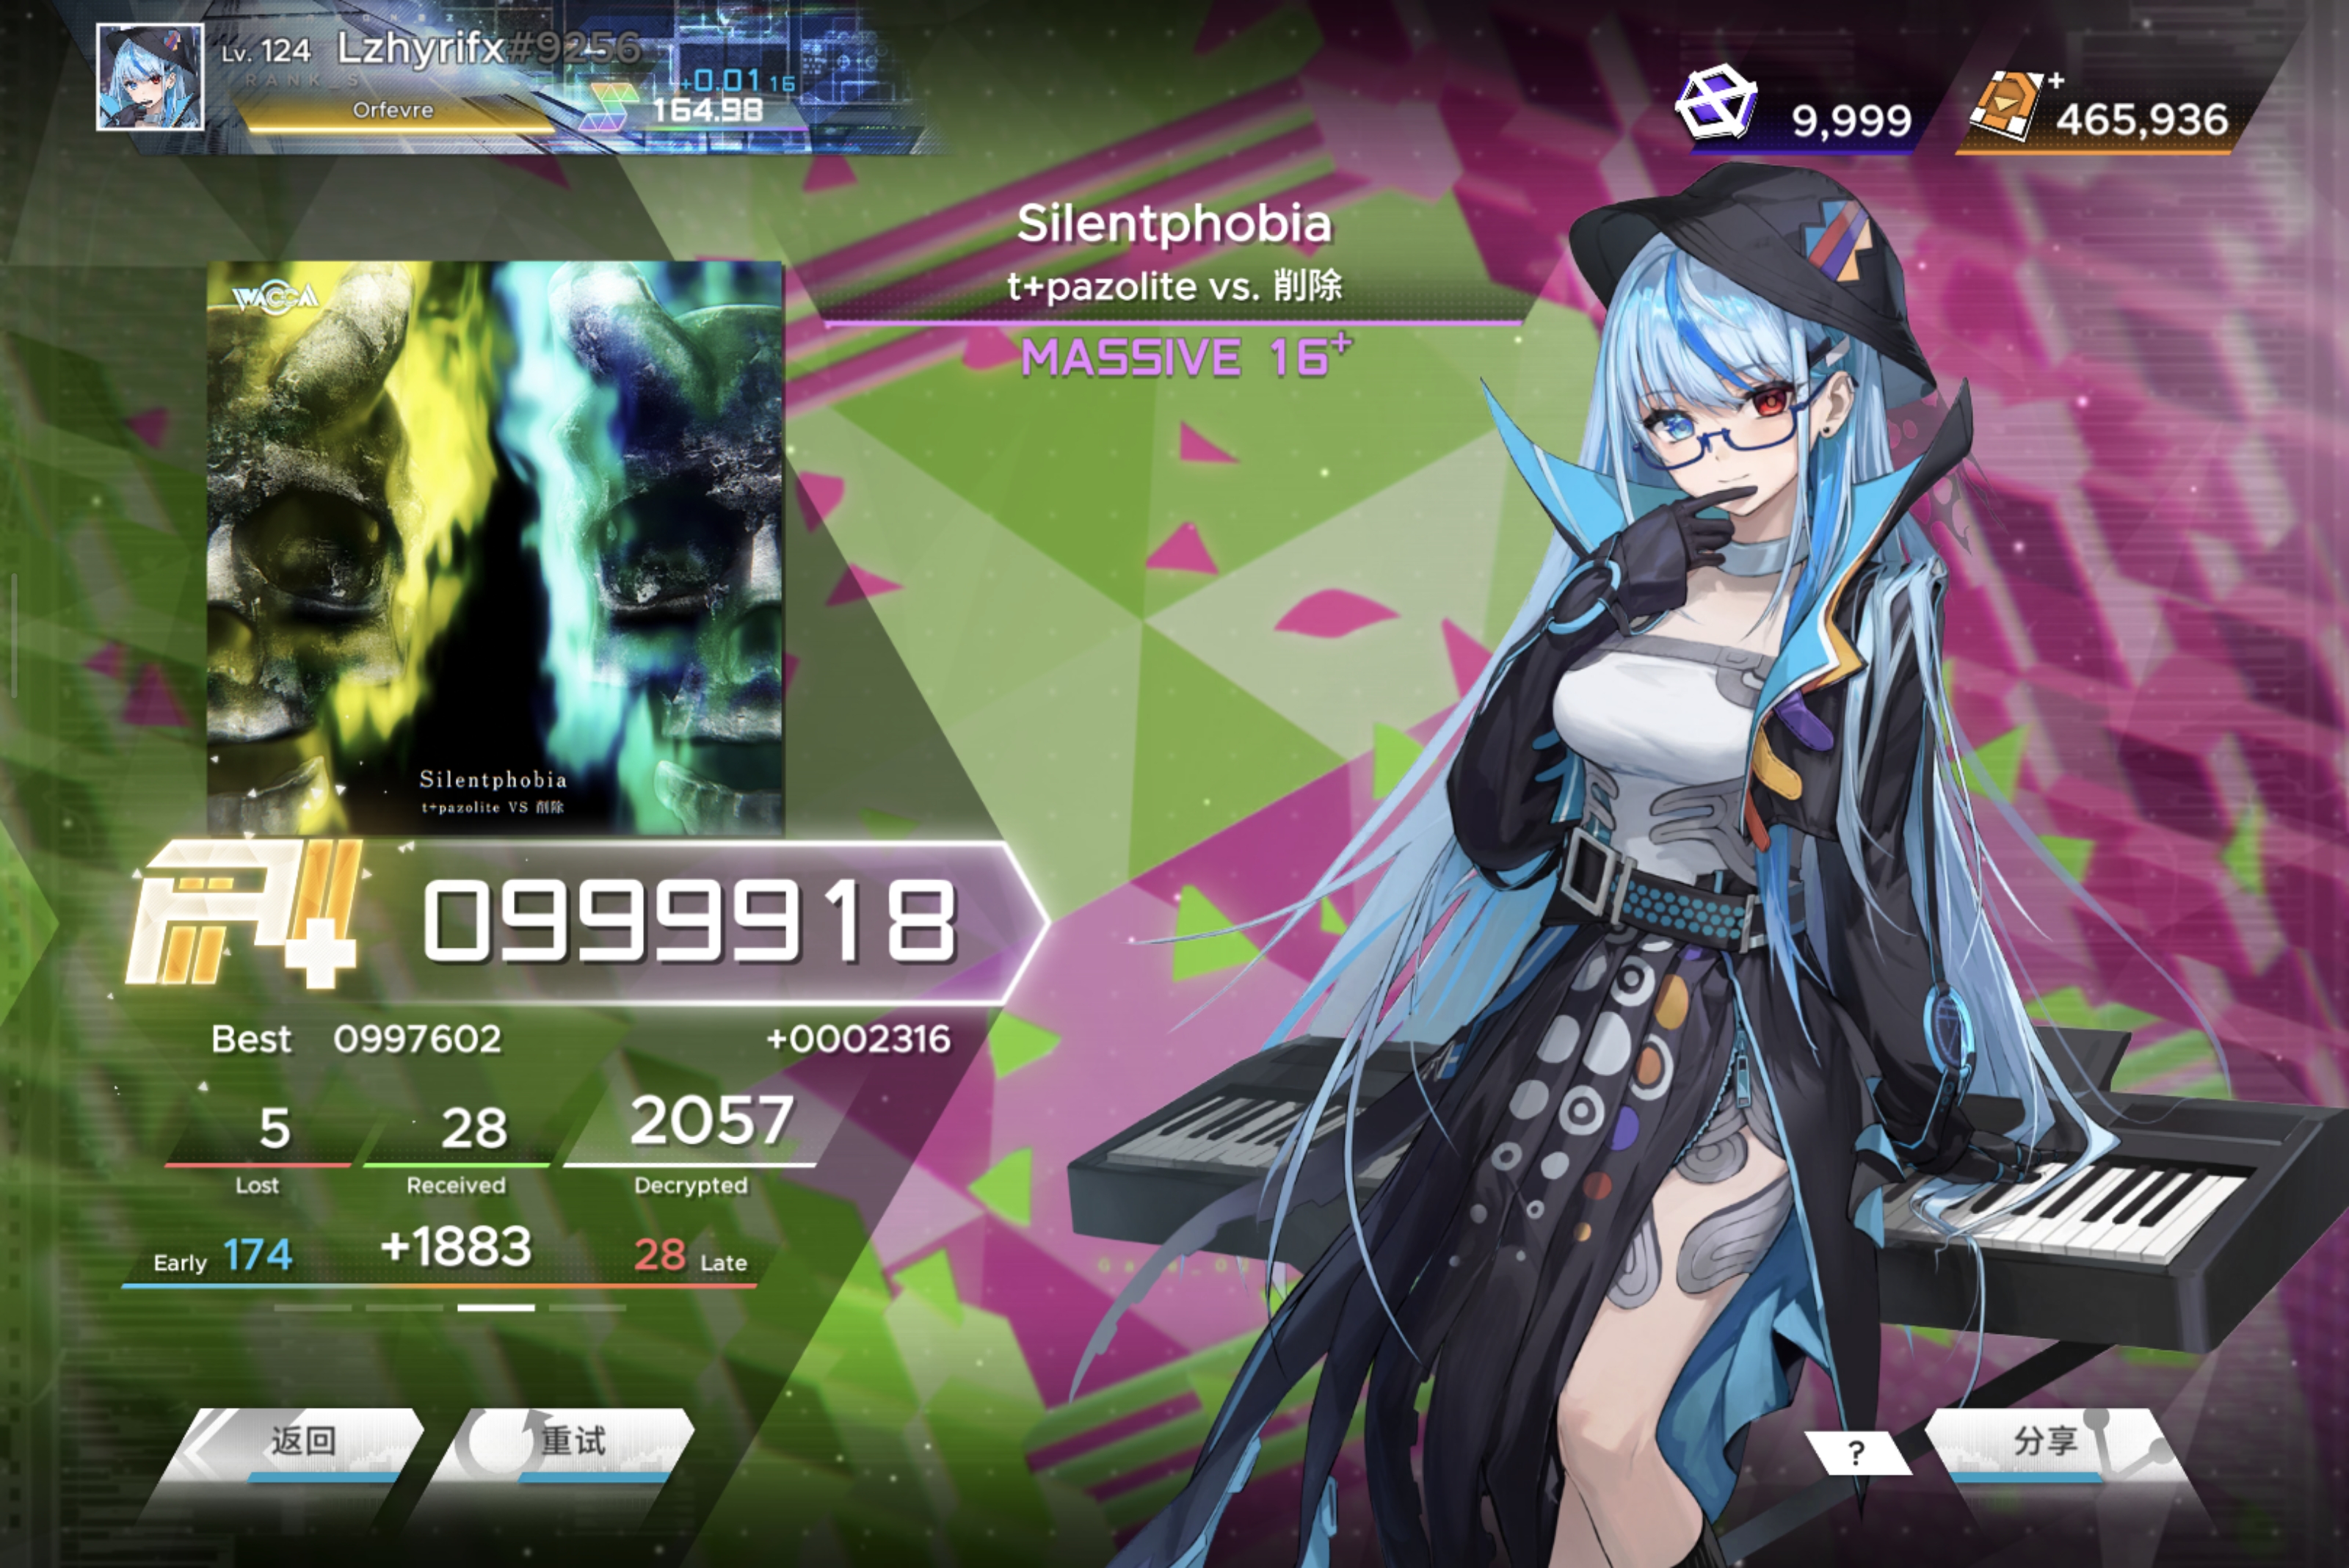 Lv. 124 Lzhyrifx#9256
RANK_S
Orfevre
+0.01 16
164.98
9,999
+
465,936
Silentphobia
t+pazolite vs. 削除
MASSIVE 16+
WACCA
Silentphobia
t+pazolite VS 削除
0999918
Best 0997602 +0002316
5 28 2057
Lost Received Decrypted
Early 174 +1883 28 Late
返回
重试
?
分享